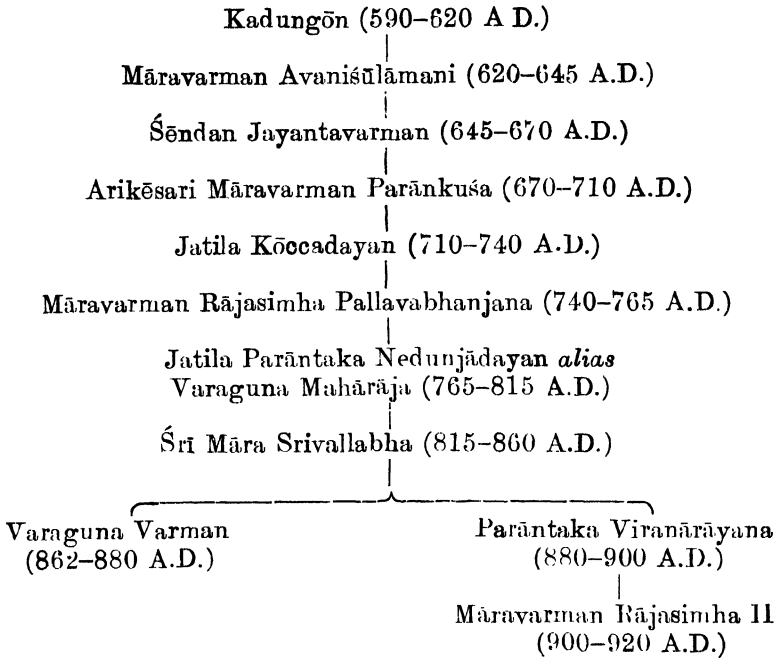 Kadungōn (590–620 A D.)
Māravarman Avaniśūlāmani (620–645 A.D.)
Śēndan Jayantavarman (645–670 A.D.)
Arikēsari Māravarman Parānkuśa (670–710 A.D.)
Jatila Kōccadayan (710–740 A.D.)
Māravarman Rājasimha Pallavabhanjana (740–765 A.D.)
Jatila Parāntaka Nedunjādayan alias
Varaguna Mahārāja (765–815 A.D.)
Śrī Māra Srivallabha (815–860 A.D.)
Varaguna Varman
(862–880 A.D.)
Parāntaka Viranārāyana
(880–900 A.D.)
Māravarman Rājasimha II
(900–920 A.D.)